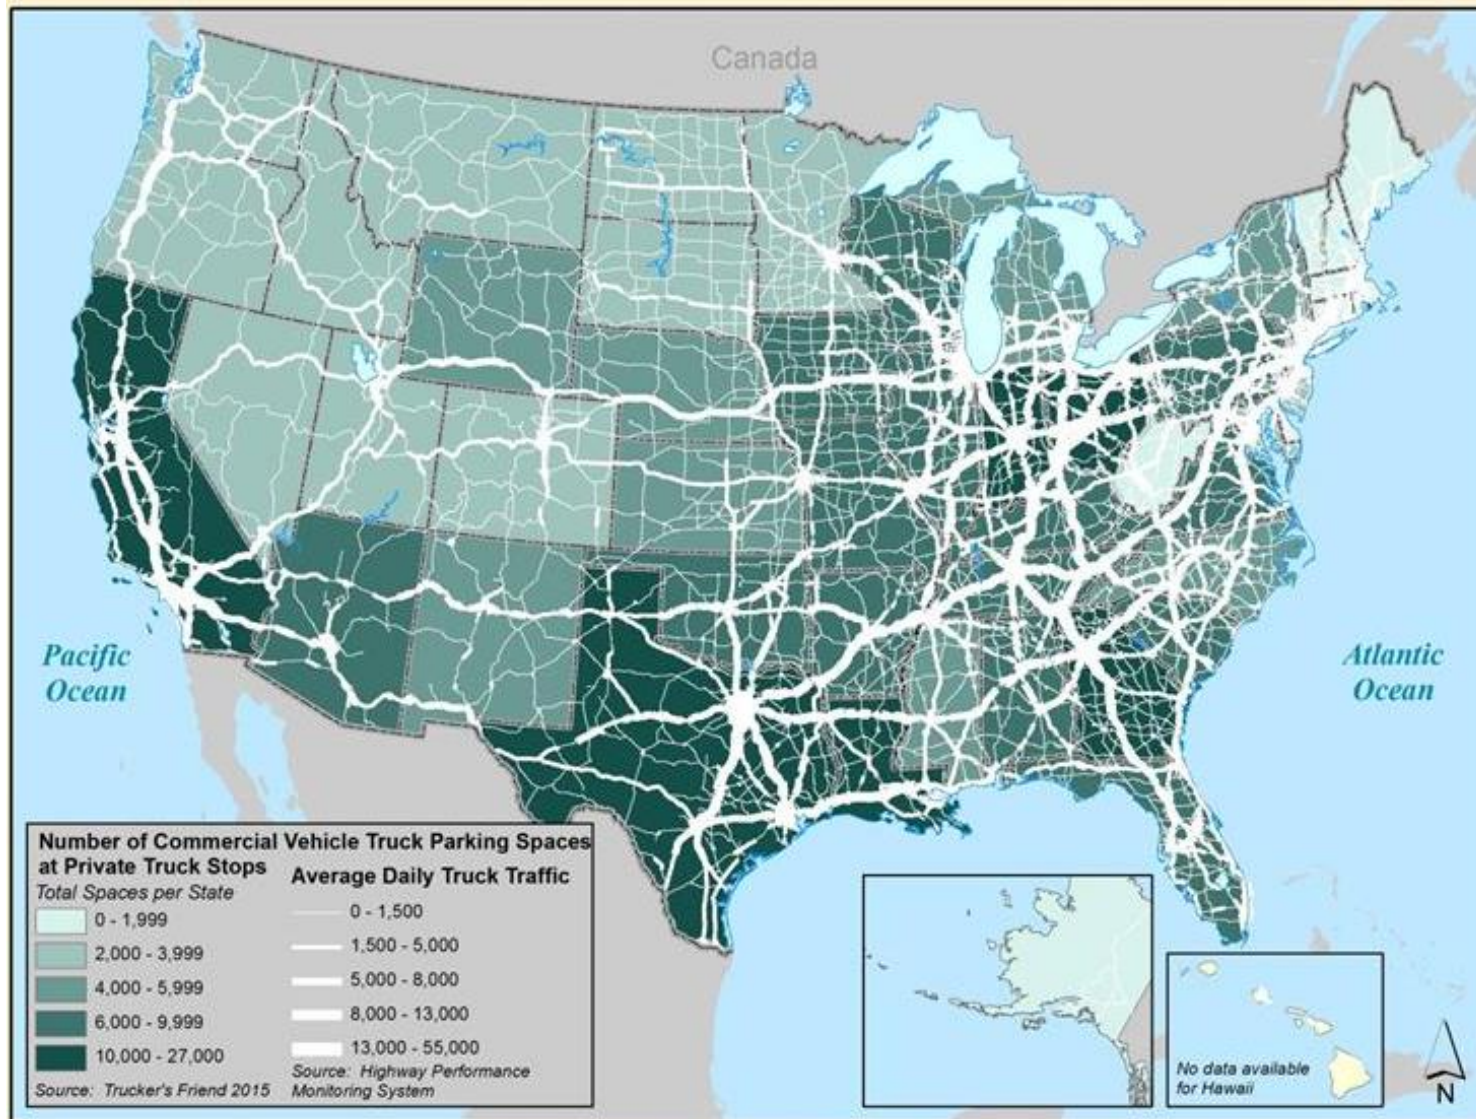 Canada
Pacific
Ocean
Atlantic
Ocean
Number of Commercial Vehicle Truck Parking Spaces
at Private Truck Stops
Total Spaces per State
0 - 1,999
2,000 - 3,999
4,000 - 5,999
6,000 - 9,999
10,000 - 27,000
Source: Trucker's Friend 2015
Average Daily Truck Traffic
0 - 1,500
1,500 - 5,000
5,000 - 8,000
8,000 - 13,000
13,000 - 55,000
Source: Highway Performance
Monitoring System
No data available
for Hawaii
N